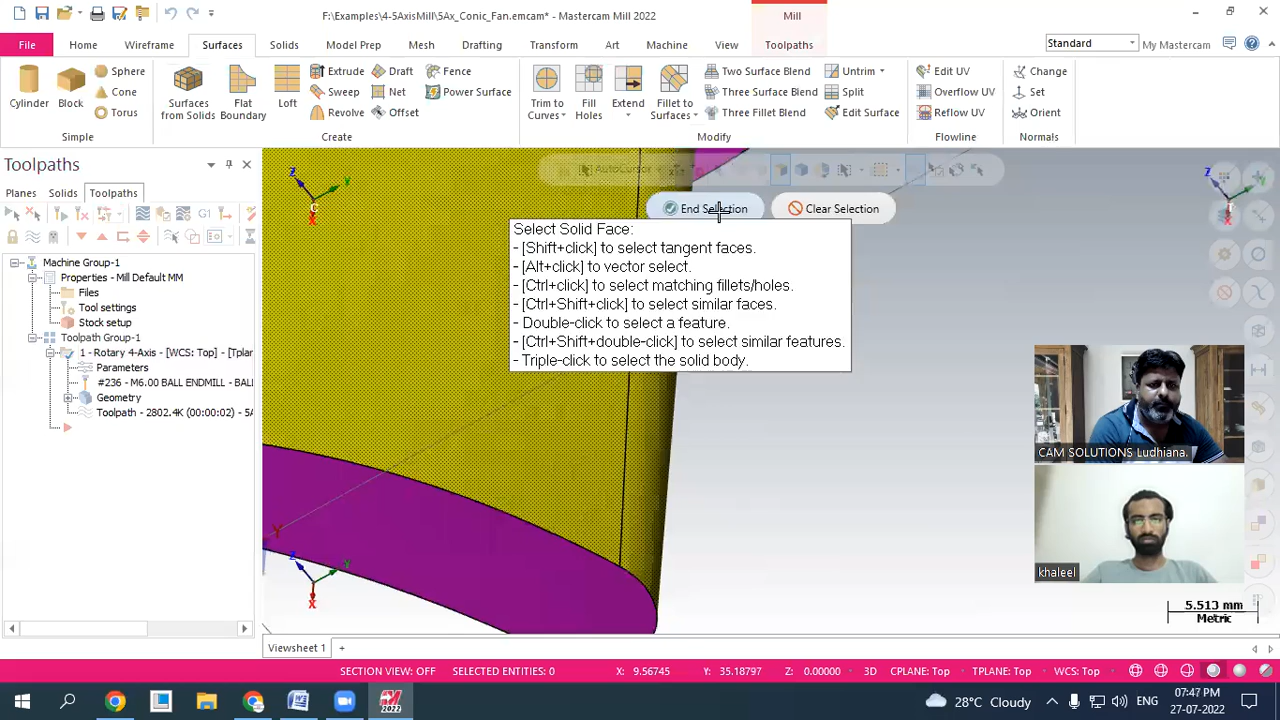 F:\Examples\4-5AxisMill\5Ax_Conic_Fan.emcam* - Mastercam Mill 2022
Mill
File
Home
Wireframe
Surfaces
Solids
Model Prep
Mesh
Drafting
Transform
Art
Machine
View
Toolpaths
Standard
My Mastercam
Cylinder
Block
Sphere
Cone
Torus
Simple
Surfaces from Solids
Flat Boundary
Loft
Extrude
Sweep
Revolve
Draft
Net
Offset
Fence
Power Surface
Create
Trim to Curves
Fill Holes
Extend
Fillet to Surfaces
Two Surface Blend
Three Surface Blend
Three Fillet Blend
Untrim
Split
Edit Surface
Modify
Edit UV
Overflow UV
Reflow UV
Flowline
Change
Set
Orient
Normals
Toolpaths
Planes
Solids
Toolpaths
G1
Machine Group-1
Properties - Mill Default MM
Files
Tool settings
Stock setup
Toolpath Group-1
1 - Rotary 4-Axis - [WCS: Top] - [Tplan
Parameters
#236 - M6.00 BALL ENDMILL - BALL
Geometry
Toolpath - 2802.4K (00:00:02) - 5A
AutoCursor
End Selection
Clear Selection
Select Solid Face:
- [Shift+click] to select tangent faces.
- [Alt+click] to vector select.
- [Ctrl+click] to select matching fillets/holes.
- [Ctrl+Shift+click] to select similar faces.
- Double-click to select a feature.
- [Ctrl+Shift+double-click] to select similar features.
- Triple-click to select the solid body.
Z
Y
X
Z
Y
Y
Z
Y
X
CAM SOLUTIONS Ludhiana.
khaleel
5.513 mm
Metric
Viewsheet 1
+
SECTION VIEW: OFF
SELECTED ENTITIES: 0
X: 9.56745
Y: 35.18797
Z: 0.00000
3D
CPLANE: Top
TPLANE: Top
WCS: Top
28°C Cloudy
ENG
07:47 PM
27-07-2022